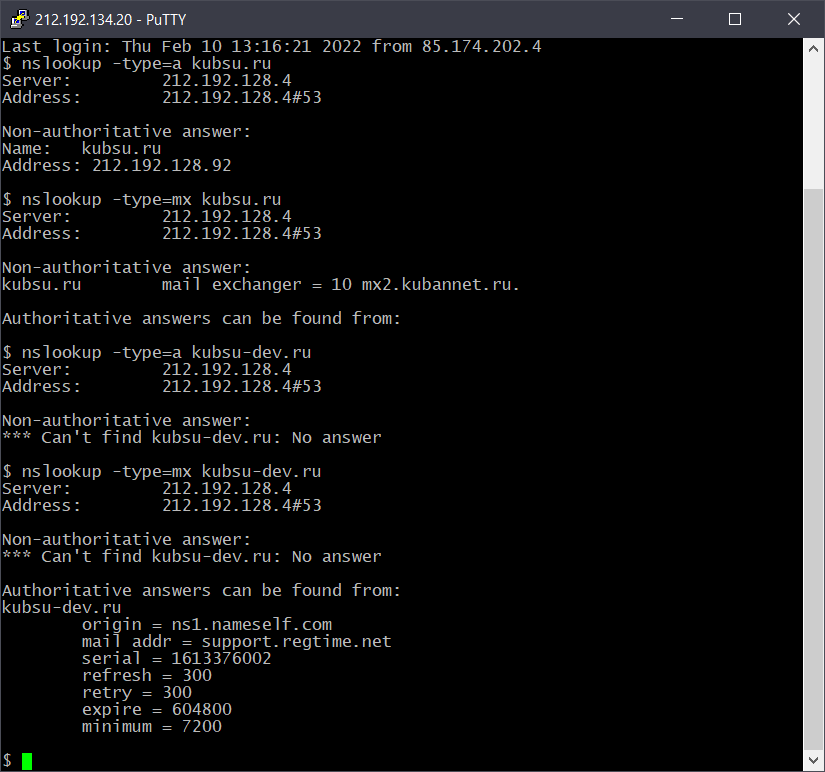 212.192.134.20 - PuTTY
Last login: Thu Feb 10 13:16:21 2022 from 85.174.202.4
$ nslookup -type=a kubsu.ru
Server:         212.192.128.4
Address:        212.192.128.4#53

Non-authoritative answer:
Name:   kubsu.ru
Address: 212.192.128.92

$ nslookup -type=mx kubsu.ru
Server:         212.192.128.4
Address:        212.192.128.4#53

Non-authoritative answer:
kubsu.ru        mail exchanger = 10 mx2.kubannet.ru.

Authoritative answers can be found from:

$ nslookup -type=a kubsu-dev.ru
Server:         212.192.128.4
Address:        212.192.128.4#53

Non-authoritative answer:
*** Can't find kubsu-dev.ru: No answer

$ nslookup -type=mx kubsu-dev.ru
Server:         212.192.128.4
Address:        212.192.128.4#53

Non-authoritative answer:
*** Can't find kubsu-dev.ru: No answer

Authoritative answers can be found from:
kubsu-dev.ru
        origin = ns1.nameself.com
        mail addr = support.regtime.net
        serial = 1613376002
        refresh = 300
        retry = 300
        expire = 604800
        minimum = 7200

$